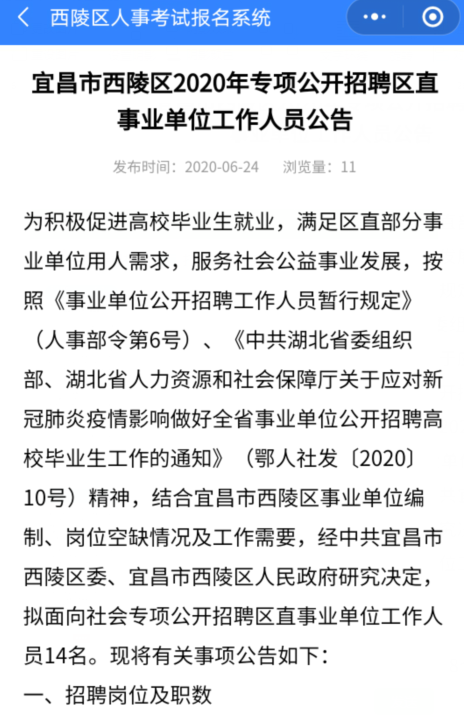 西陵区人事考试报名系统
宜昌市西陵区2020年专项公开招聘区直
事业单位工作人员公告
发布时间：2020-06-24 浏览量：11
为积极促进高校毕业生就业，满足区直部分事
业单位用人需求，服务社会公益事业发展，按
照《事业单位公开招聘工作人员暂行规定》
（人事部令第6号）、《中共湖北省委组织
部、湖北省人力资源和社会保障厅关于应对新
冠肺炎疫情影响做好全省事业单位公开招聘高
校毕业生工作的通知》（鄂人社发〔2020〕
10号）精神，结合宜昌市西陵区事业单位编
制、岗位空缺情况及工作需要，经中共宜昌市
西陵区委、宜昌市西陵区人民政府研究决定，
拟面向社会专项公开招聘区直事业单位工作人
员14名。现将有关事项公告如下：
一、招聘岗位及职数